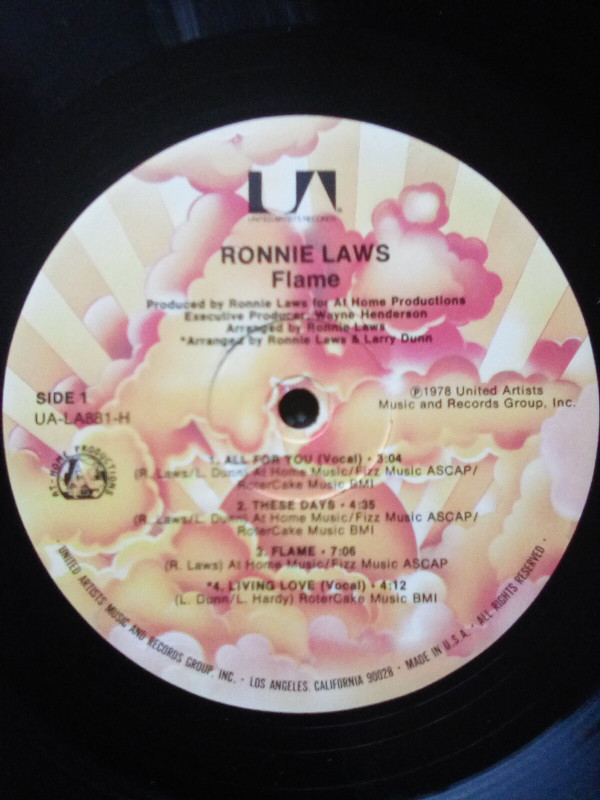 UA
UNITED ARTISTS RECORDS
RONNIE LAWS
Flame
Produced by Ronnie Laws for At Home Productions
Executive Producer: Wayne Henderson
Arranged by Ronnie Laws
*Arranged by Ronnie Laws & Larry Dunn
SIDE 1
UA-LA881-H
℗1978 United Artists
Music and Records Group, Inc.
AT-HOME PRODUCTIONS
1. ALL FOR YOU (Vocal) • 3:04
(R. Laws/L. Dunn) At Home Music/Fizz Music ASCAP/
RoterCake Music BMI
2. THESE DAYS • 4:35
(R. Laws/L. Dunn) At Home Music/Fizz Music ASCAP/
RoterCake Music BMI
3. FLAME • 7:06
(R. Laws) At Home Music/Fizz Music ASCAP
*4. LIVING LOVE (Vocal) • 4:12
(L. Dunn/L. Hardy) RoterCake Music BMI
· UNITED ARTISTS MUSIC AND RECORDS GROUP, INC. · LOS ANGELES, CALIFORNIA 90028 · MADE IN U.S.A. · ALL RIGHTS RESERVED ·